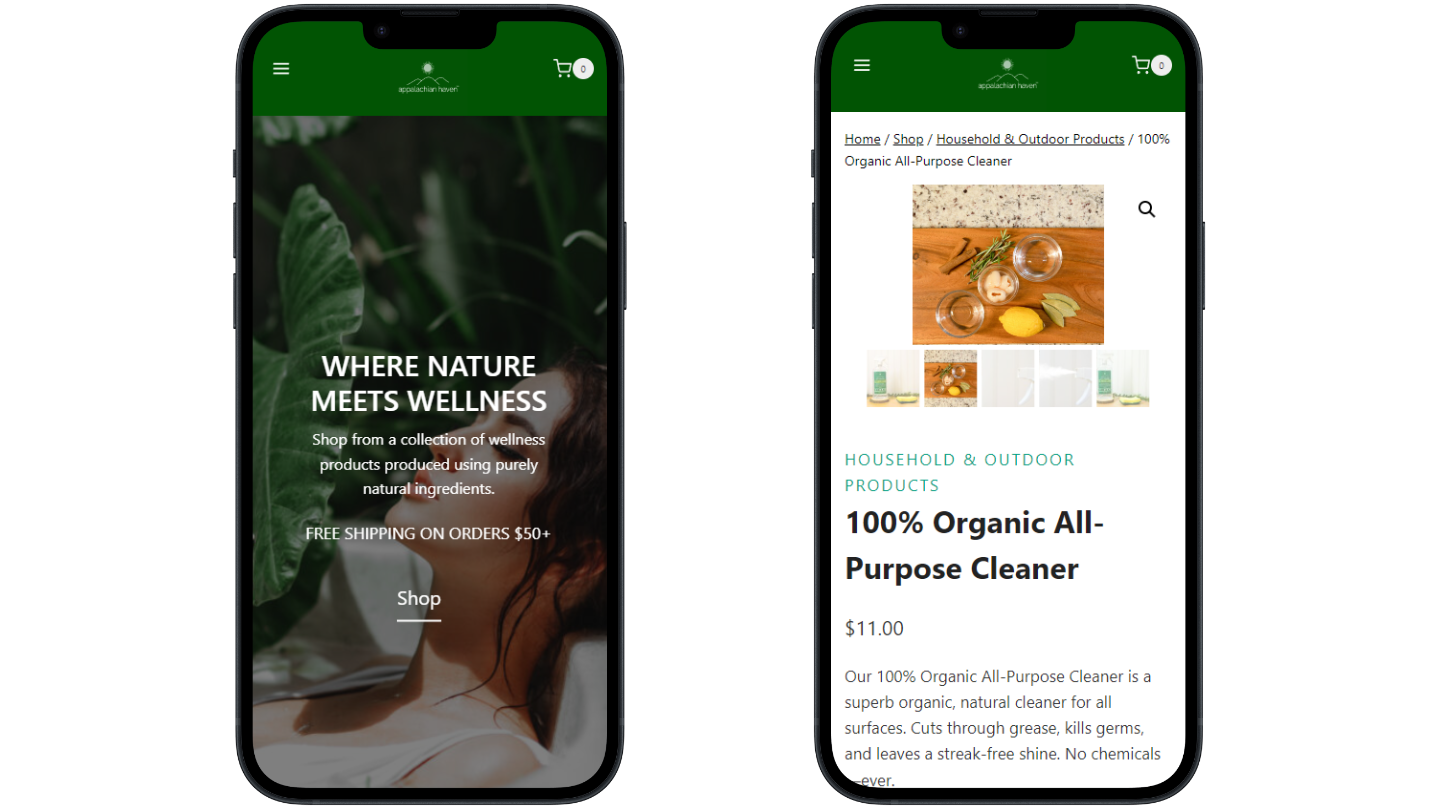 appalachian haven
0
WHERE NATURE
MEETS WELLNESS
Shop from a collection of wellness
products produced using purely
natural ingredients.
FREE SHIPPING ON ORDERS $50+
Shop
appalachian haven
0
Home / Shop / Household & Outdoor Products / 100%
Organic All-Purpose Cleaner
HOUSEHOLD & OUTDOOR
PRODUCTS
100% Organic All-
Purpose Cleaner
$11.00
Our 100% Organic All-Purpose Cleaner is a
superb organic, natural cleaner for all
surfaces. Cuts through grease, kills germs,
and leaves a streak-free shine. No chemicals
—ever.